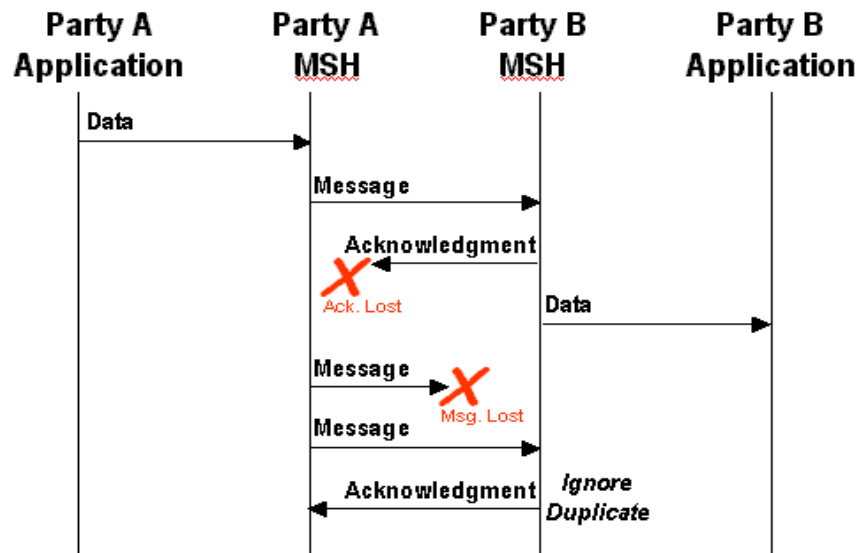 Party A Application
Party A MSH
Party B MSH
Party B Application
Data
Message
Acknowledgment
Ack. Lost
Data
Message
Msg. Lost
Message
Acknowledgment
Ignore
Duplicate